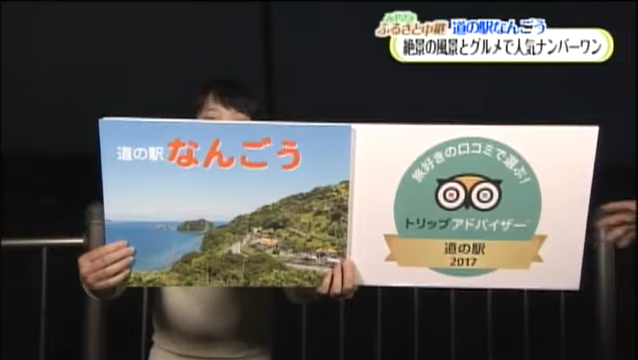 みやざき
ふるさと中継
道の駅なんごう
絶景の風景とグルメで人気ナンバーワン
道の駅 なんごう
旅好きの口コミで選ぶ!
トリップアドバイザー
道の駅
2017